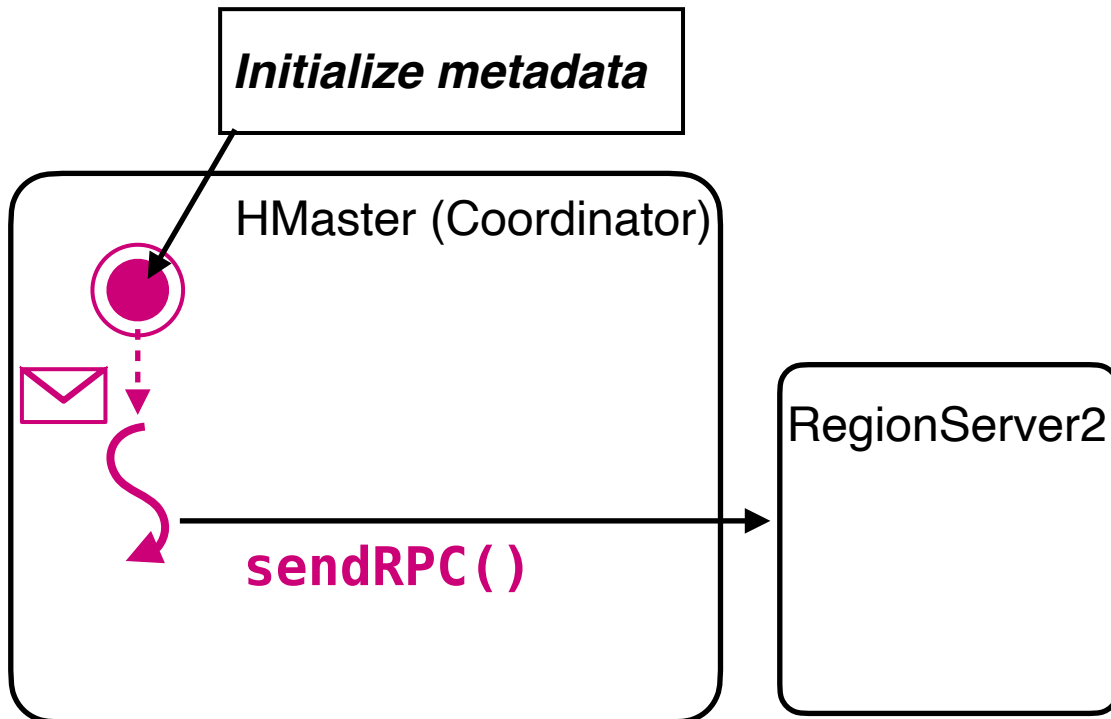 Initialize metadata
HMaster (Coordinator)
RegionServer2
sendRPC()